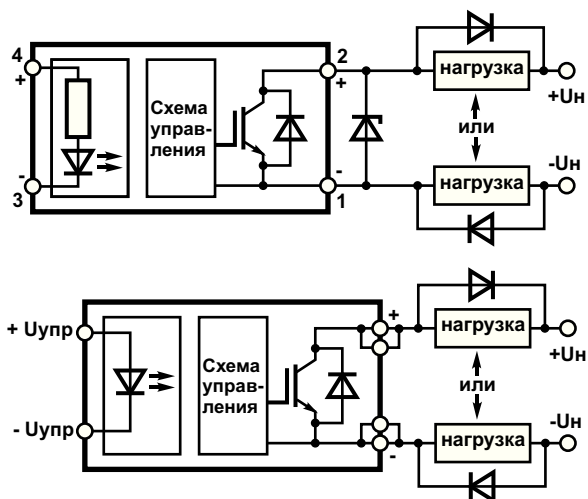 4
+
-
3
Схема
управ-
ления
2
+
-
1
нагрузка
+Uн
или
-Uн
нагрузка
+ Uупр
- Uупр
Схема
управ-
ления
+
-
нагрузка
+Uн
или
-Uн
нагрузка